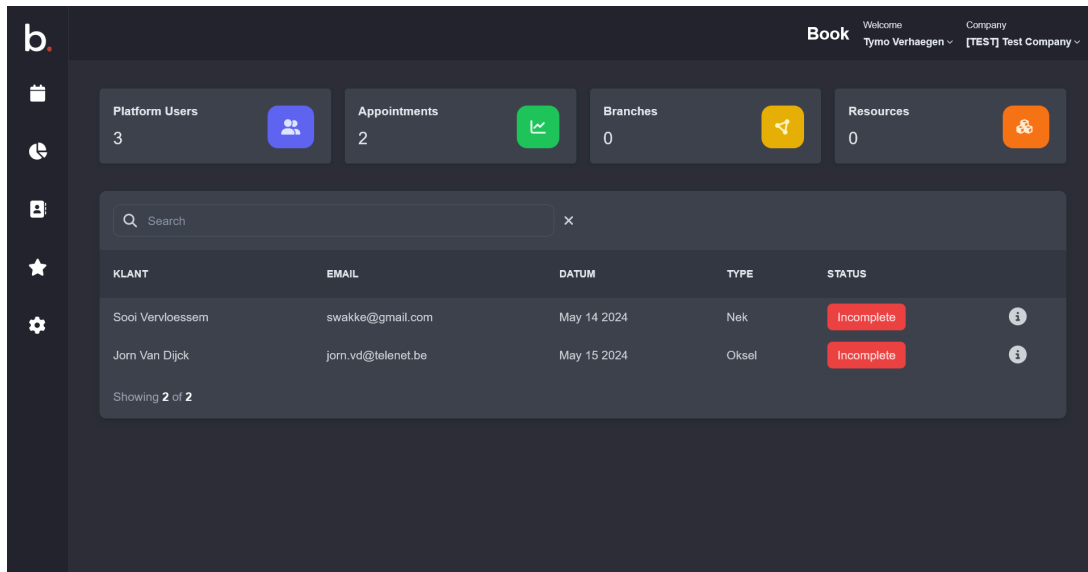 b.
Book
Welcome
Tymo Verhaegen
Company
[TEST] Test Company
Platform Users
3
Appointments
2
Branches
0
Resources
0
Search
KLANT EMAIL DATUM TYPE STATUS
Sooi Vervloessem swakke@gmail.com May 14 2024 Nek Incomplete
Jorn Van Dijck jorn.vd@telenet.be May 15 2024 Oksel Incomplete
Showing 2 of 2